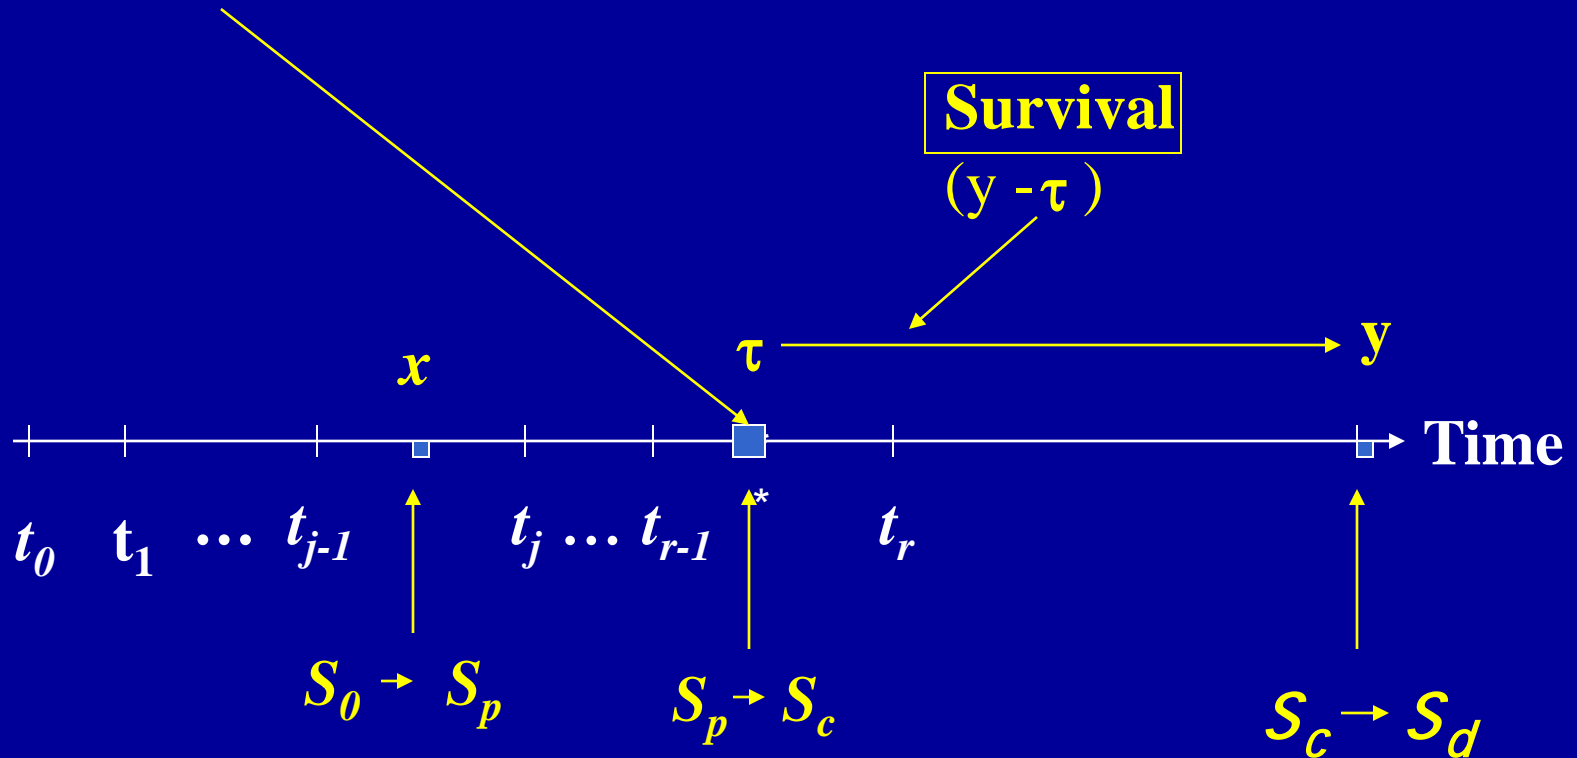 Survival
(y - τ )
x τ y
Time
t0 t1 … tj-1 tj … tr-1 * tr
S0 → Sp Sp → Sc Sc → Sd